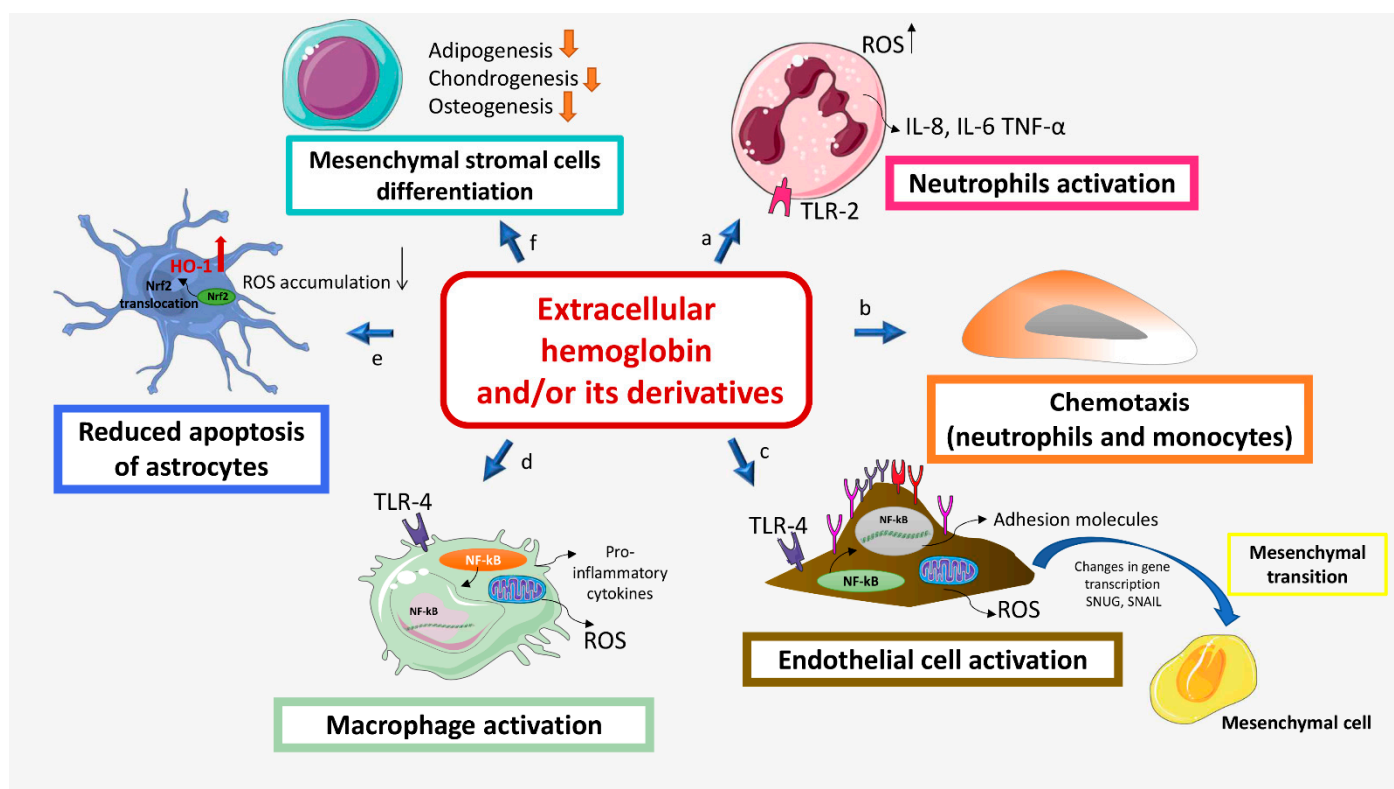 Adipogenesis
Chondrogenesis
Osteogenesis
Mesenchymal stromal cells
differentiation
ROS
IL-8, IL-6 TNF-α
TLR-2
Neutrophils activation
f
a
HO-1
Nrf2
translocation
Nrf2
ROS accumulation
e
Reduced apoptosis
of astrocytes
Extracellular
hemoglobin
and/or its derivatives
b
Chemotaxis
(neutrophils and monocytes)
d
TLR-4
NF-kB
NF-kB
Pro-
inflammatory
cytokines
ROS
Macrophage activation
c
TLR-4
NF-kB
NF-kB
Adhesion molecules
ROS
Endothelial cell activation
Changes in gene
transcription
SNUG, SNAIL
Mesenchymal
transition
Mesenchymal cell